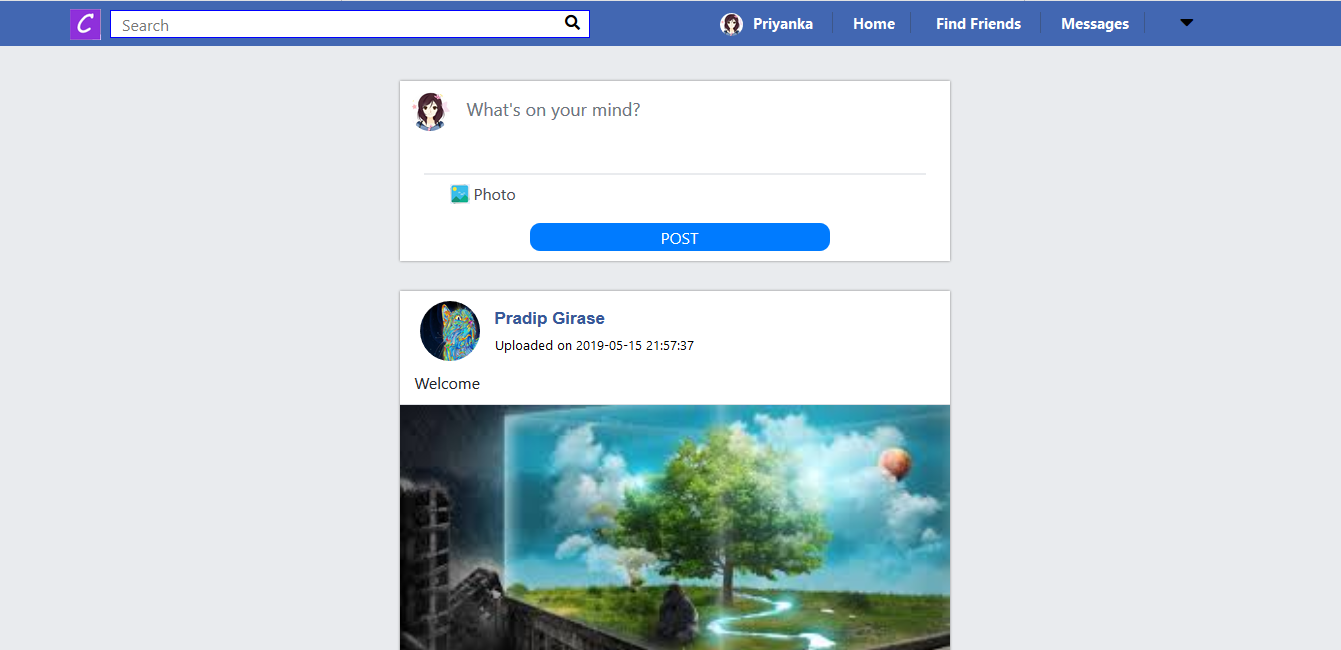 C Search Priyanka Home Find Friends Messages
What's on your mind?
Photo
POST
Pradip Girase
Uploaded on 2019-05-15 21:57:37
Welcome